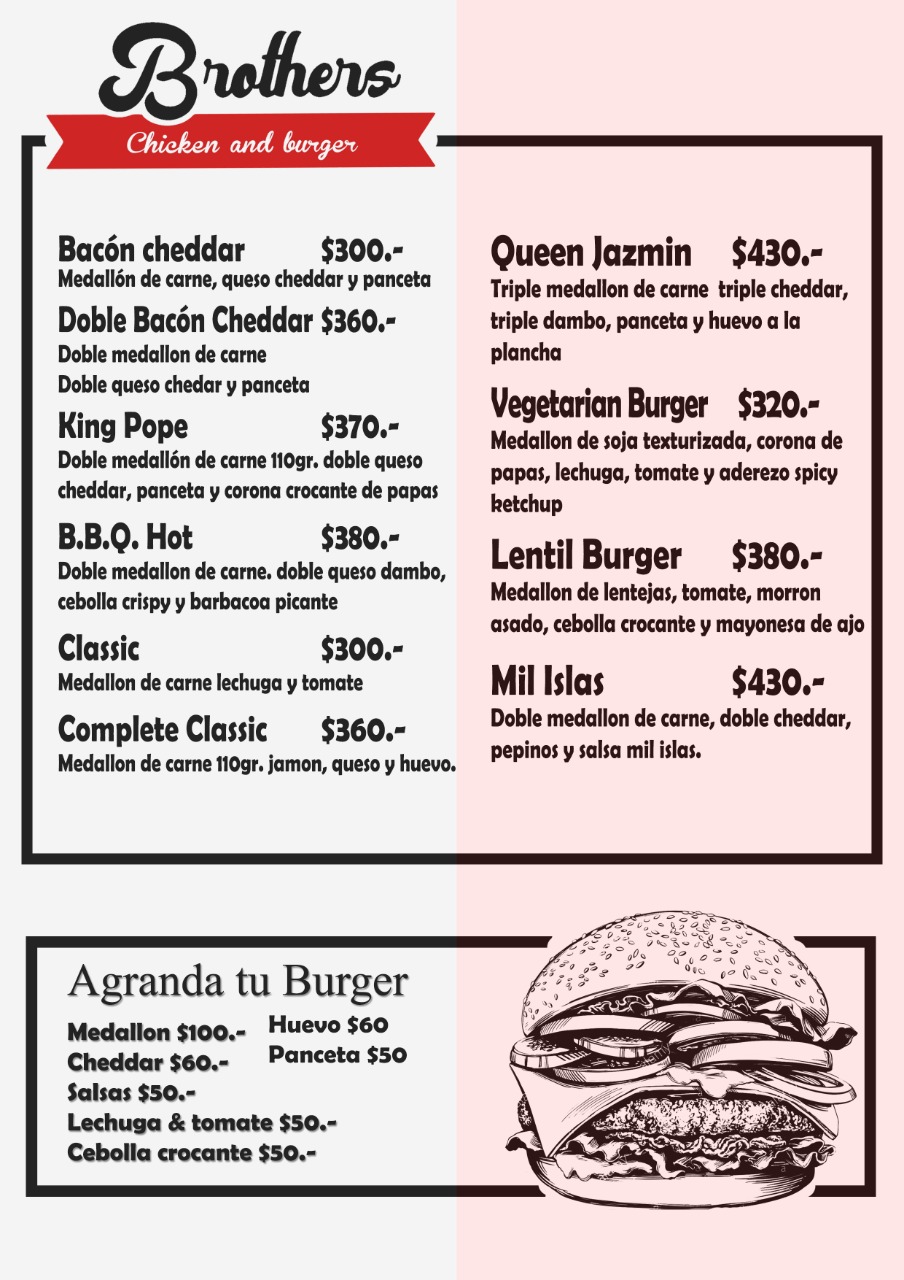 Brothers
Chicken and burger
Bacón cheddar $300.-
Medallón de carne, queso cheddar y panceta
Doble Bacón Cheddar $360.-
Doble medallon de carne
Doble queso chedar y panceta
King Pope $370.-
Doble medallón de carne 110gr. doble queso
cheddar, panceta y corona crocante de papas
B.B.Q. Hot $380.-
Doble medallon de carne. doble queso dambo,
cebolla crispy y barbacoa picante
Classic $300.-
Medallon de carne lechuga y tomate
Complete Classic $360.-
Medallon de carne 110gr. jamon, queso y huevo.
Queen Jazmin $430.-
Triple medallon de carne triple cheddar,
triple dambo, panceta y huevo a la
plancha
Vegetarian Burger $320.-
Medallon de soja texturizada, corona de
papas, lechuga, tomate y aderezo spicy
ketchup
Lentil Burger $380.-
Medallon de lentejas, tomate, morron
asado, cebolla crocante y mayonesa de ajo
Mil Islas $430.-
Doble medallon de carne, doble cheddar,
pepinos y salsa mil islas.
Agranda tu Burger
Medallon $100.-
Cheddar $60.-
Salsas $50.-
Lechuga & tomate $50.-
Cebolla crocante $50.-
Huevo $60
Panceta $50